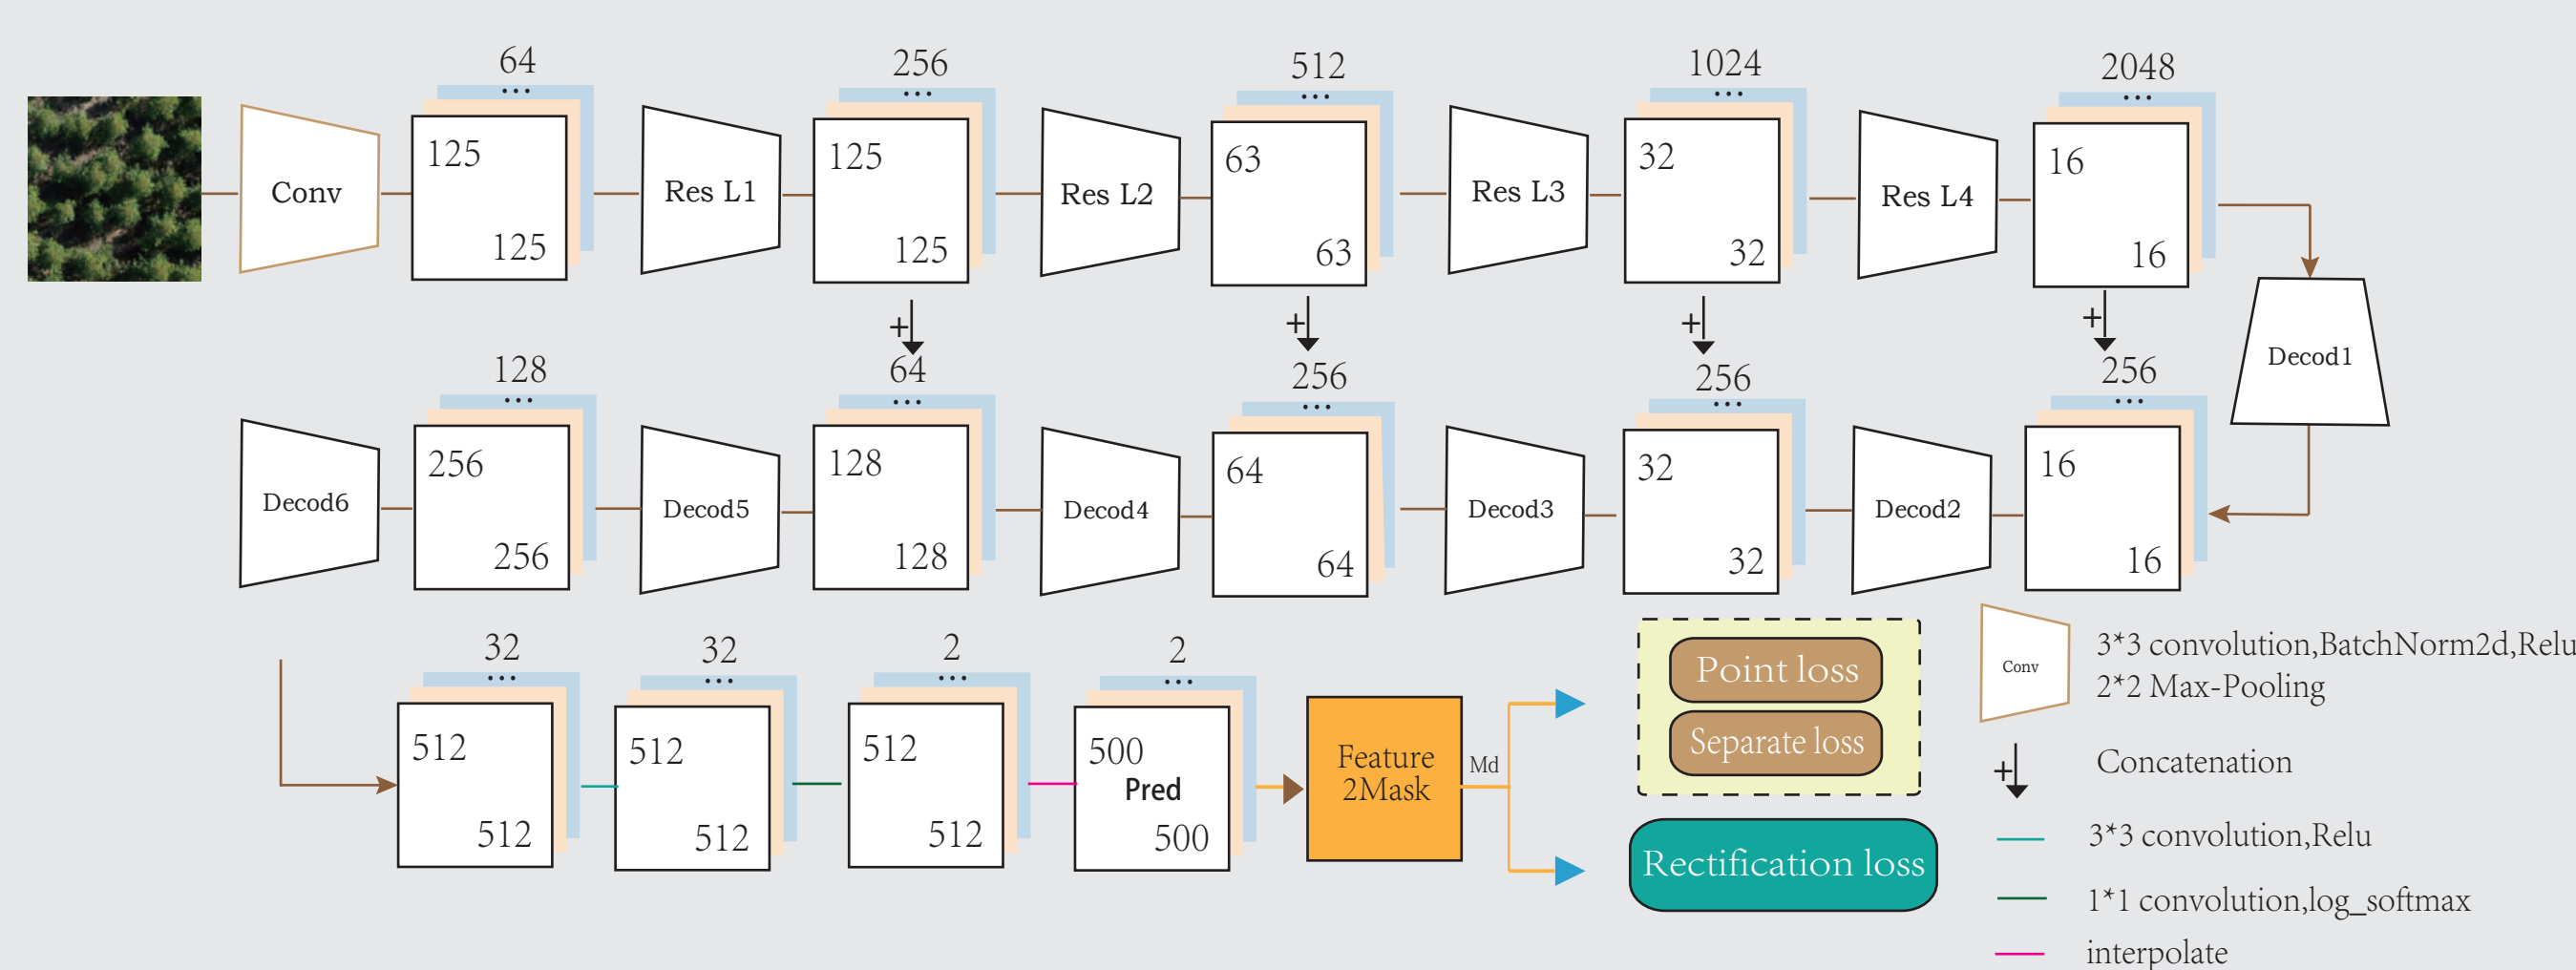 64
...
125
125
256
...
125
125
512
...
63
63
1024
...
32
32
2048
...
16
16
Conv
Res L1
Res L2
Res L3
Res L4
+
+
+
+
Decod1
128
...
256
256
64
...
128
128
256
...
64
64
256
...
32
32
256
...
16
16
Decod6
Decod5
Decod4
Decod3
Decod2
32
...
512
512
32
...
512
512
2
...
512
512
2
...
500
Pred
500
Feature
2Mask
Md
Point loss
Separate loss
Rectification loss
Conv
3*3 convolution,BatchNorm2d,Relu
2*2 Max-Pooling
+
Concatenation
3*3 convolution,Relu
1*1 convolution,log_softmax
interpolate